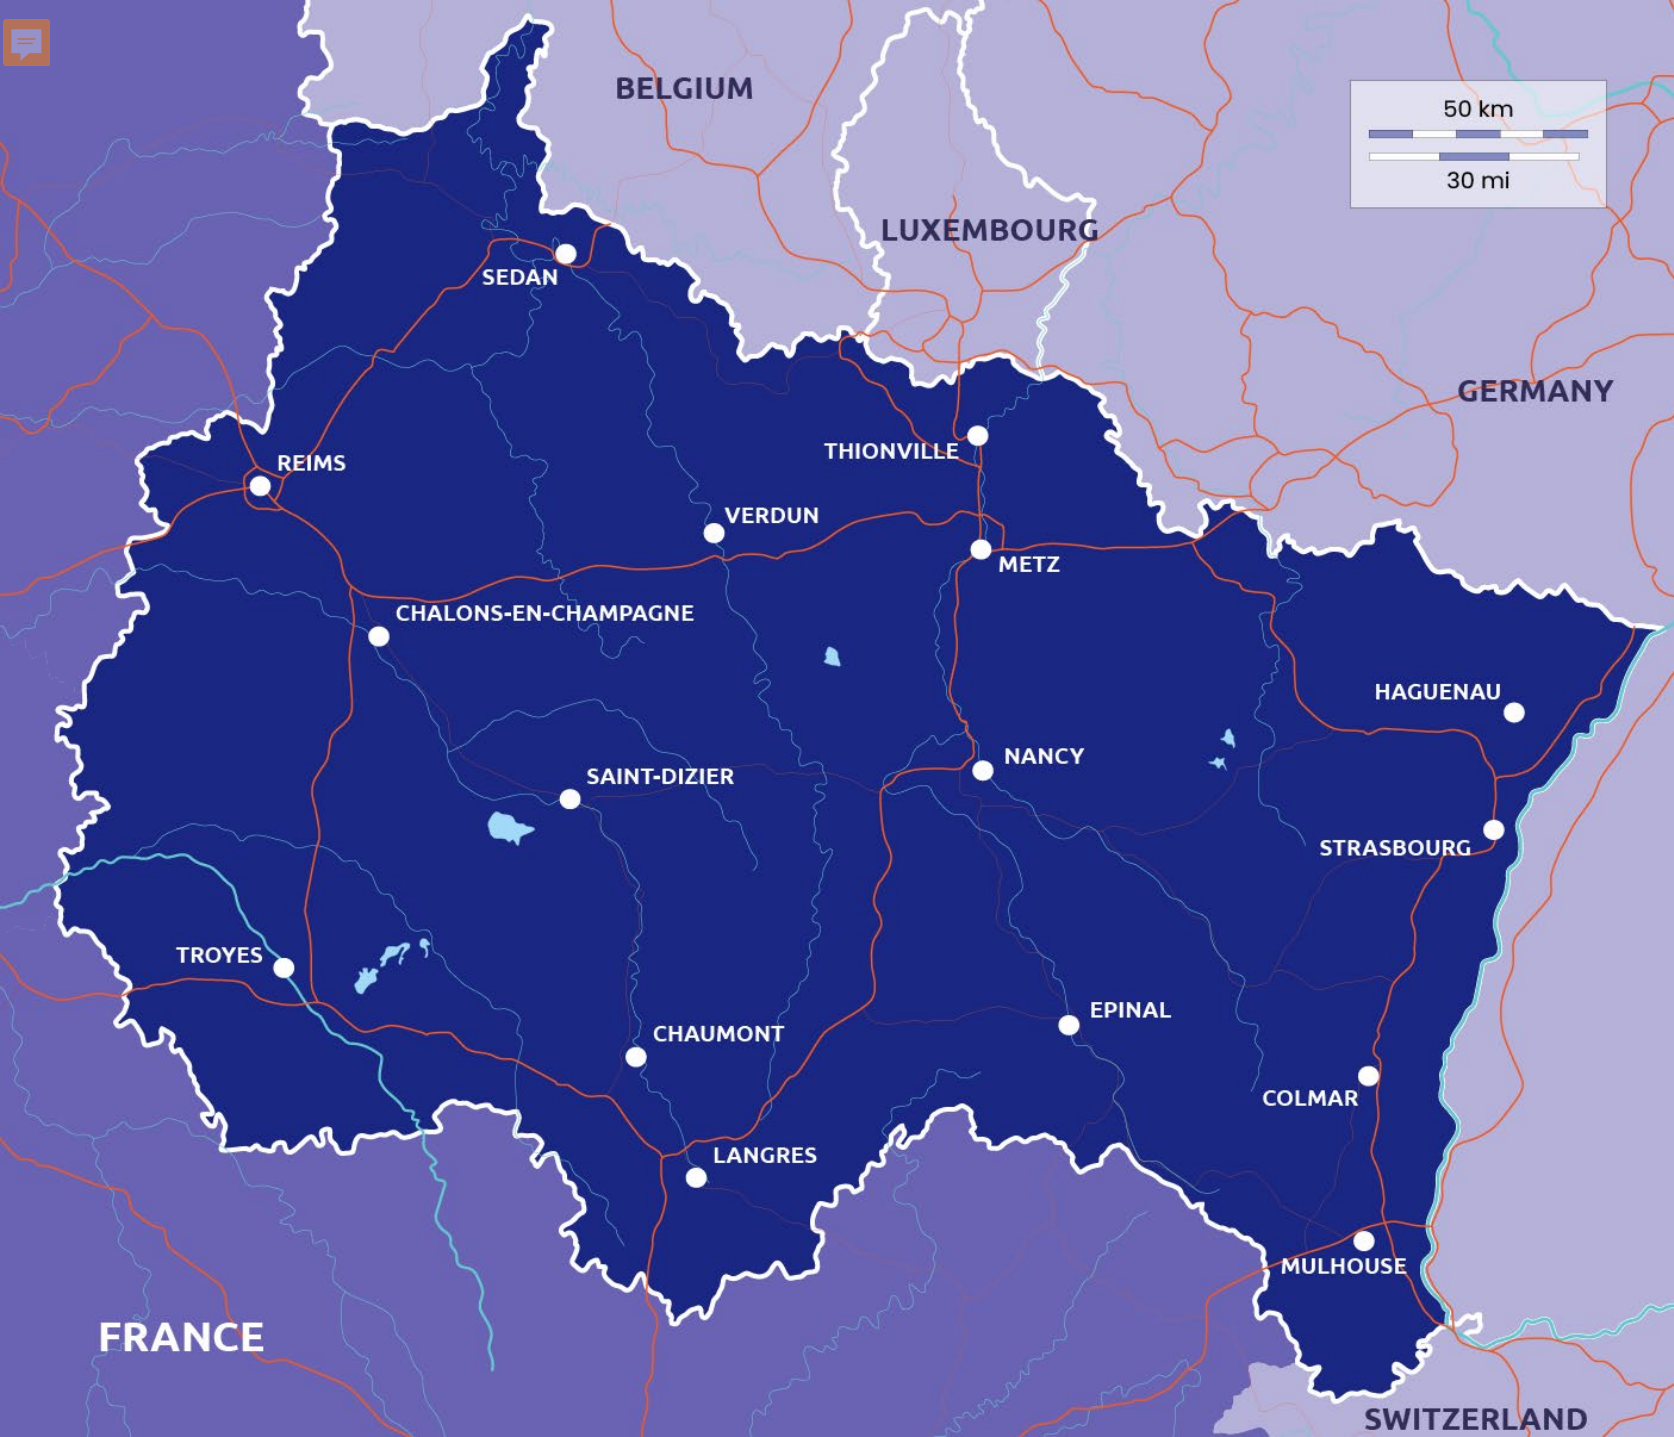 BELGIUM
50 km
30 mi
LUXEMBOURG
SEDAN
GERMANY
THIONVILLE
REIMS
VERDUN
METZ
CHALONS-EN-CHAMPAGNE
HAGUENAU
NANCY
SAINT-DIZIER
STRASBOURG
TROYES
EPINAL
CHAUMONT
COLMAR
LANGRES
MULHOUSE
FRANCE
SWITZERLAND